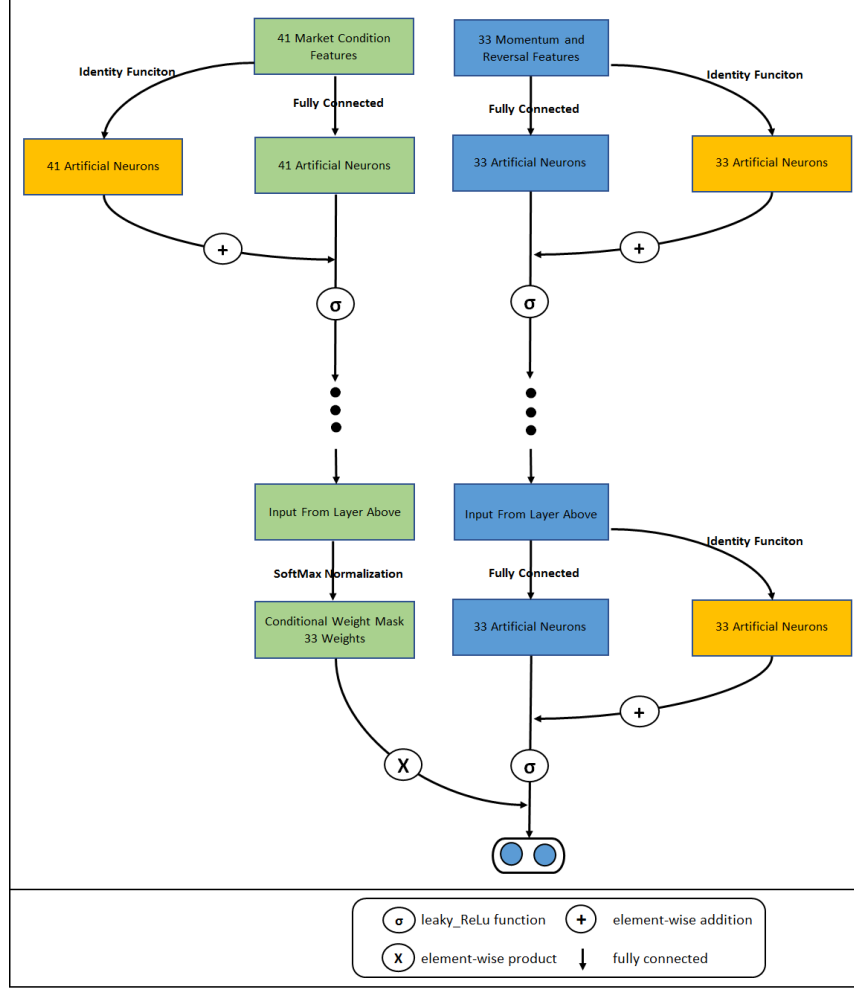 41 Market Condition
Features
33 Momentum and
Reversal Features
Identity Funciton
Identity Funciton
Fully Connected
Fully Connected
41 Artificial Neurons
41 Artificial Neurons
33 Artificial Neurons
33 Artificial Neurons
+
+
σ
σ
Input From Layer Above
Input From Layer Above
Identity Funciton
SoftMax Normalization
Fully Connected
Conditional Weight Mask
33 Weights
33 Artificial Neurons
33 Artificial Neurons
+
X
σ
σ leaky_ReLu function
+ element-wise addition
X element-wise product
fully connected